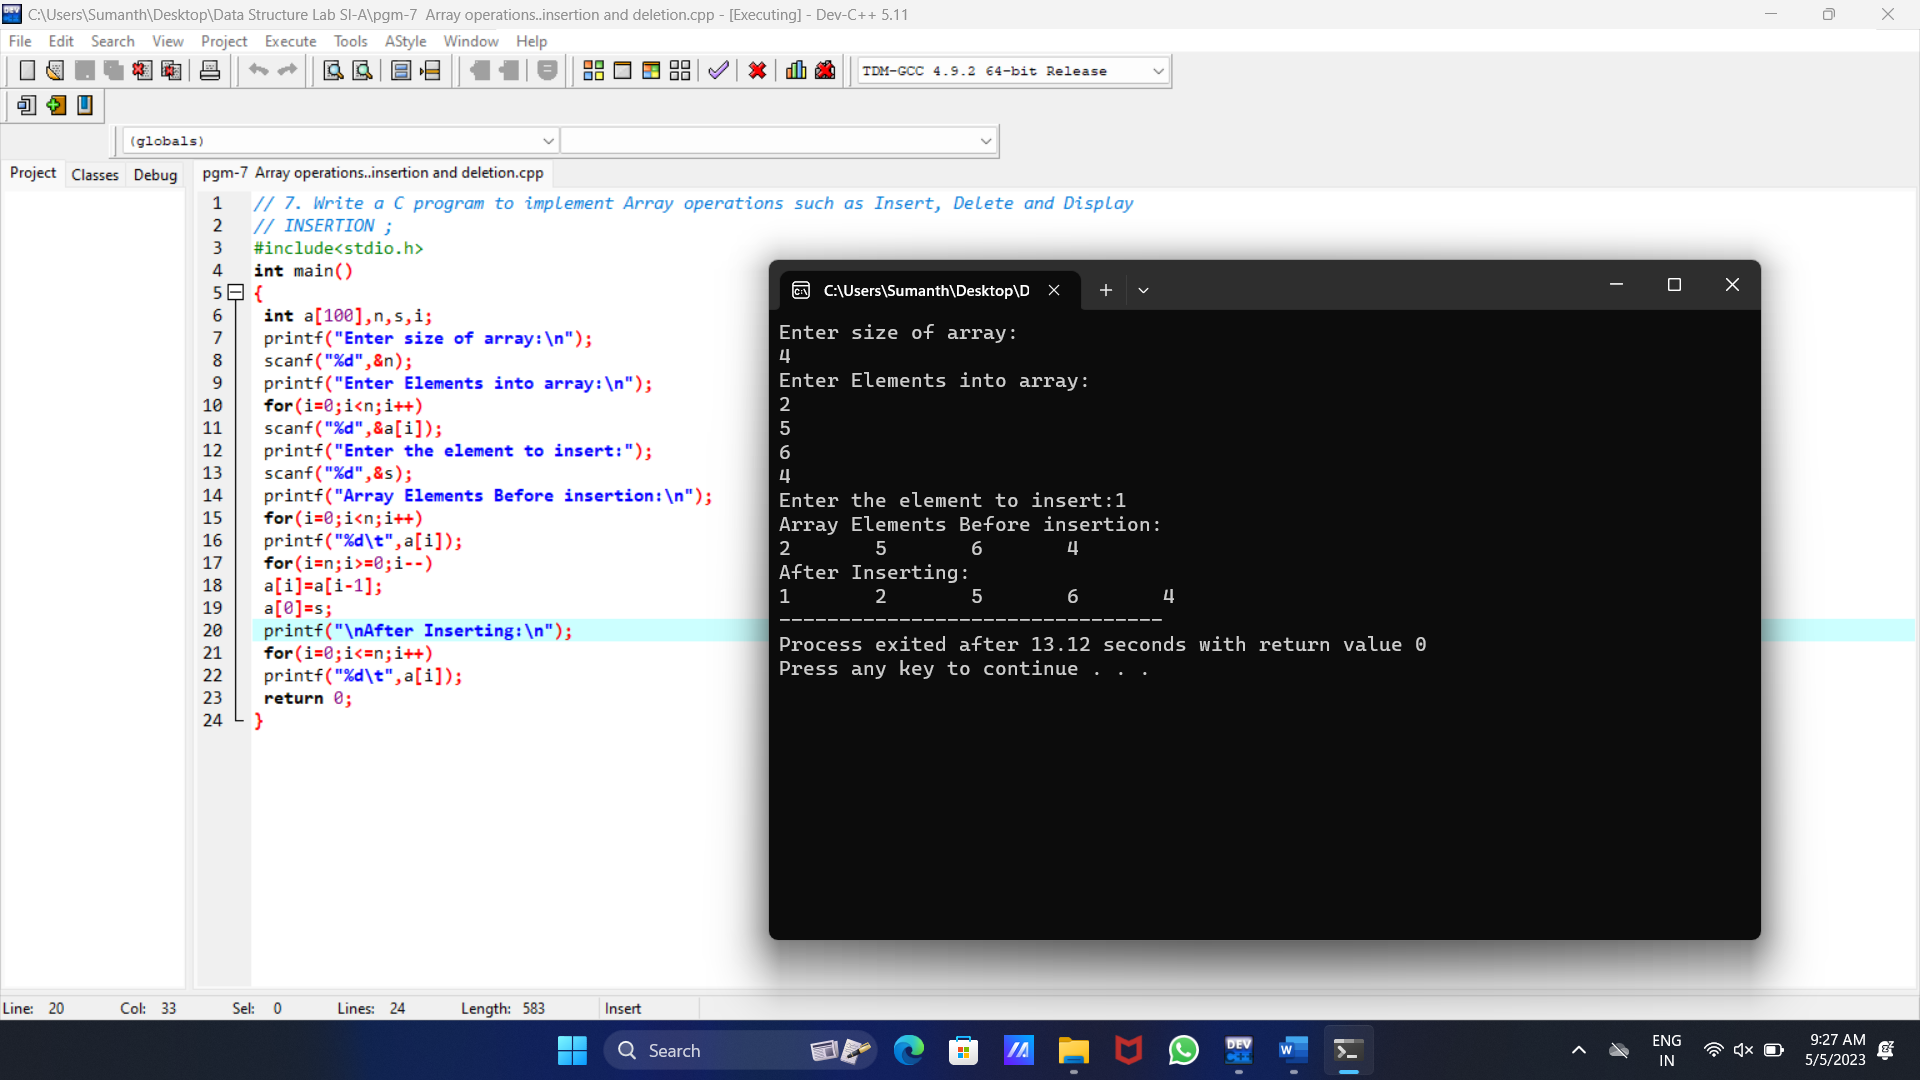 C:\Users\Sumanth\Desktop\Data Structure Lab SI-A\pgm-7  Array operations..insertion and deletion.cpp - [Executing] - Dev-C++ 5.11
File Edit Search View Project Execute Tools AStyle Window Help
TDM-GCC 4.9.2 64-bit Release
(globals)
Project Classes Debug
pgm-7  Array operations..insertion and deletion.cpp
1 // 7. Write a C program to implement Array operations such as Insert, Delete and Display
2 // INSERTION ;
3 #include<stdio.h>
4 int main()
5 {
6 int a[100],n,s,i;
7 printf("Enter size of array:\n");
8 scanf("%d",&n);
9 printf("Enter Elements into array:\n");
10 for(i=0;i<n;i++)
11 scanf("%d",&a[i]);
12 printf("Enter the element to insert:");
13 scanf("%d",&s);
14 printf("Array Elements Before insertion:\n");
15 for(i=0;i<n;i++)
16 printf("%d\t",a[i]);
17 for(i=n;i>=0;i--)
18 a[i]=a[i-1];
19 a[0]=s;
20 printf("\nAfter Inserting:\n");
21 for(i=0;i<=n;i++)
22 printf("%d\t",a[i]);
23 return 0;
24 }
C:\Users\Sumanth\Desktop\D
Enter size of array:
4
Enter Elements into array:
2
5
6
4
Enter the element to insert:1
Array Elements Before insertion:
2 5 6 4
After Inserting:
1 2 5 6 4
--------------------------------
Process exited after 13.12 seconds with return value 0
Press any key to continue . . .
Line: 20 Col: 33 Sel: 0 Lines: 24 Length: 583 Insert
Search
DEV
C++
W
ENG
IN
9:27 AM
5/5/2023